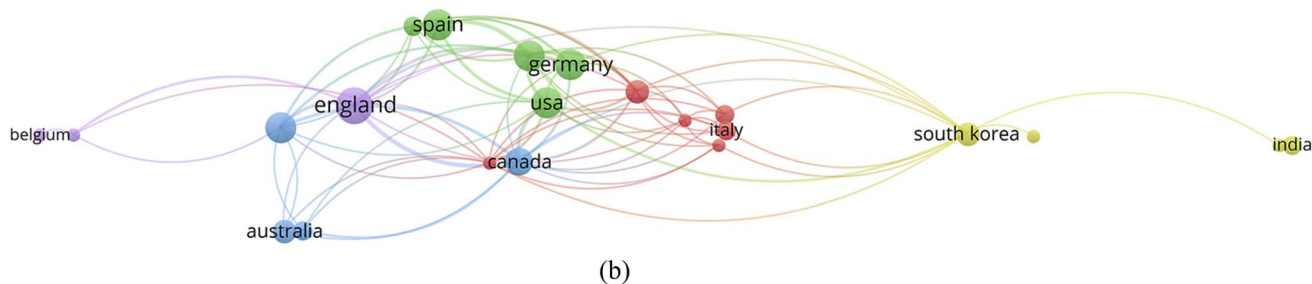 spain
germany
usa
england
italy
belgium
south korea
india
canada
australia
(b)